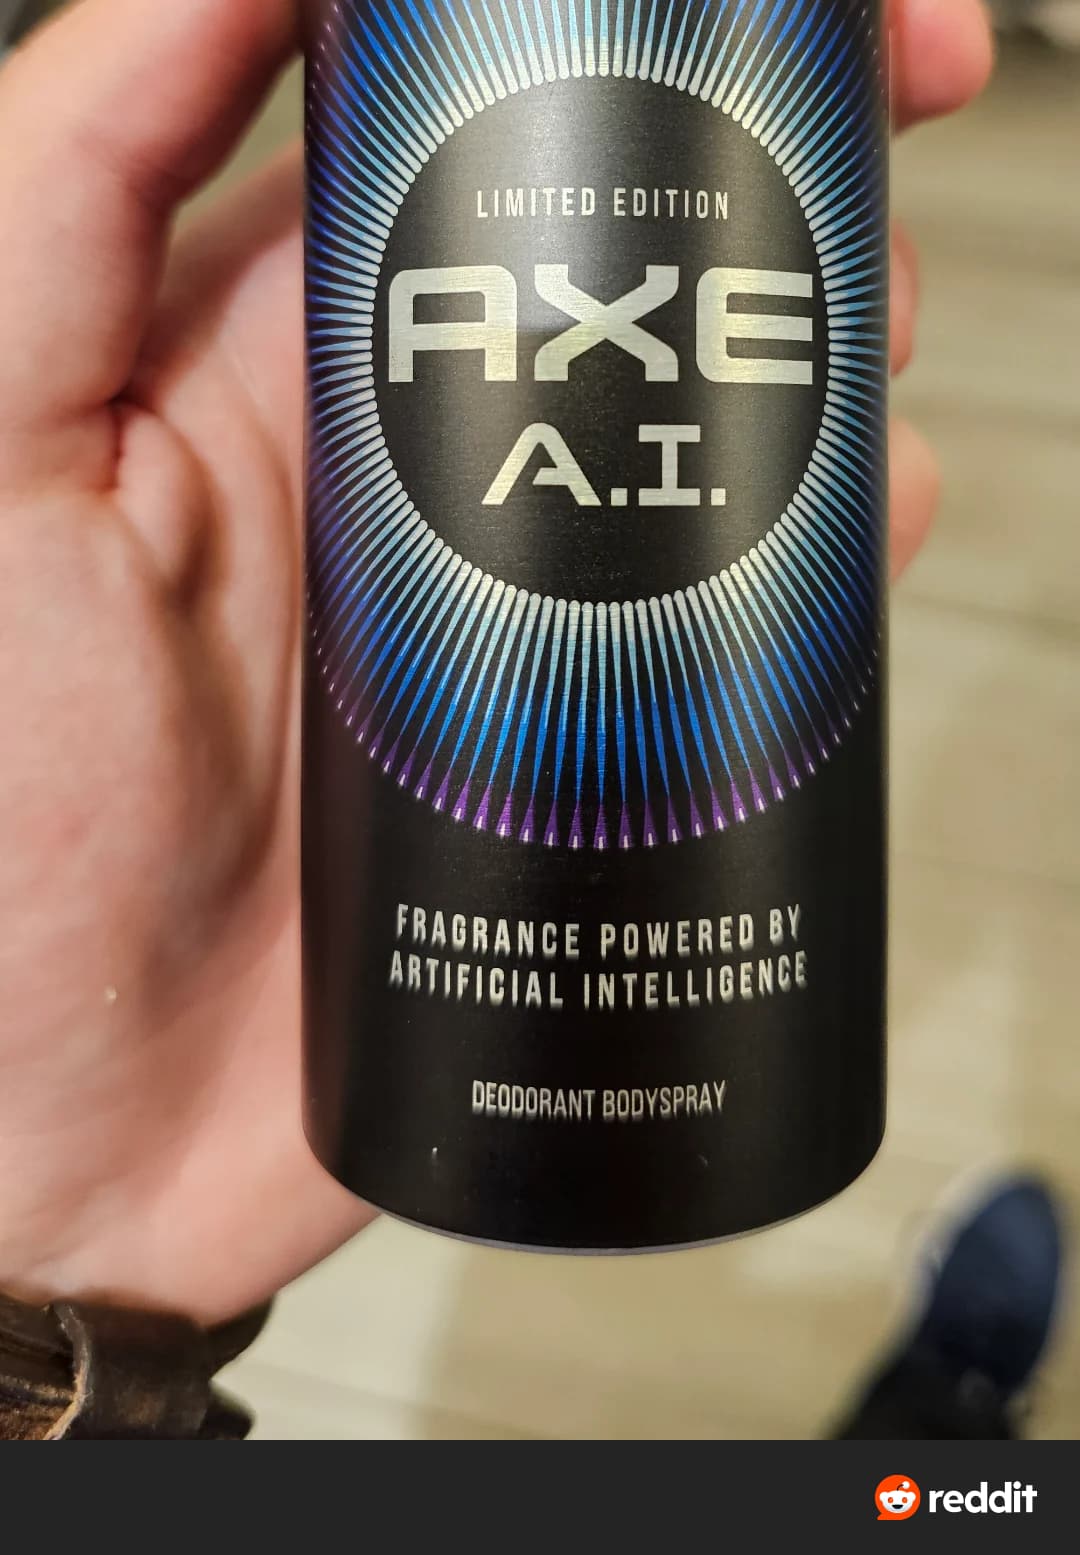 LIMITED EDITION
AXE
A.I.
FRAGRANCE POWERED BY
ARTIFICIAL INTELLIGENCE
DEODORANT BODYSPRAY
reddit